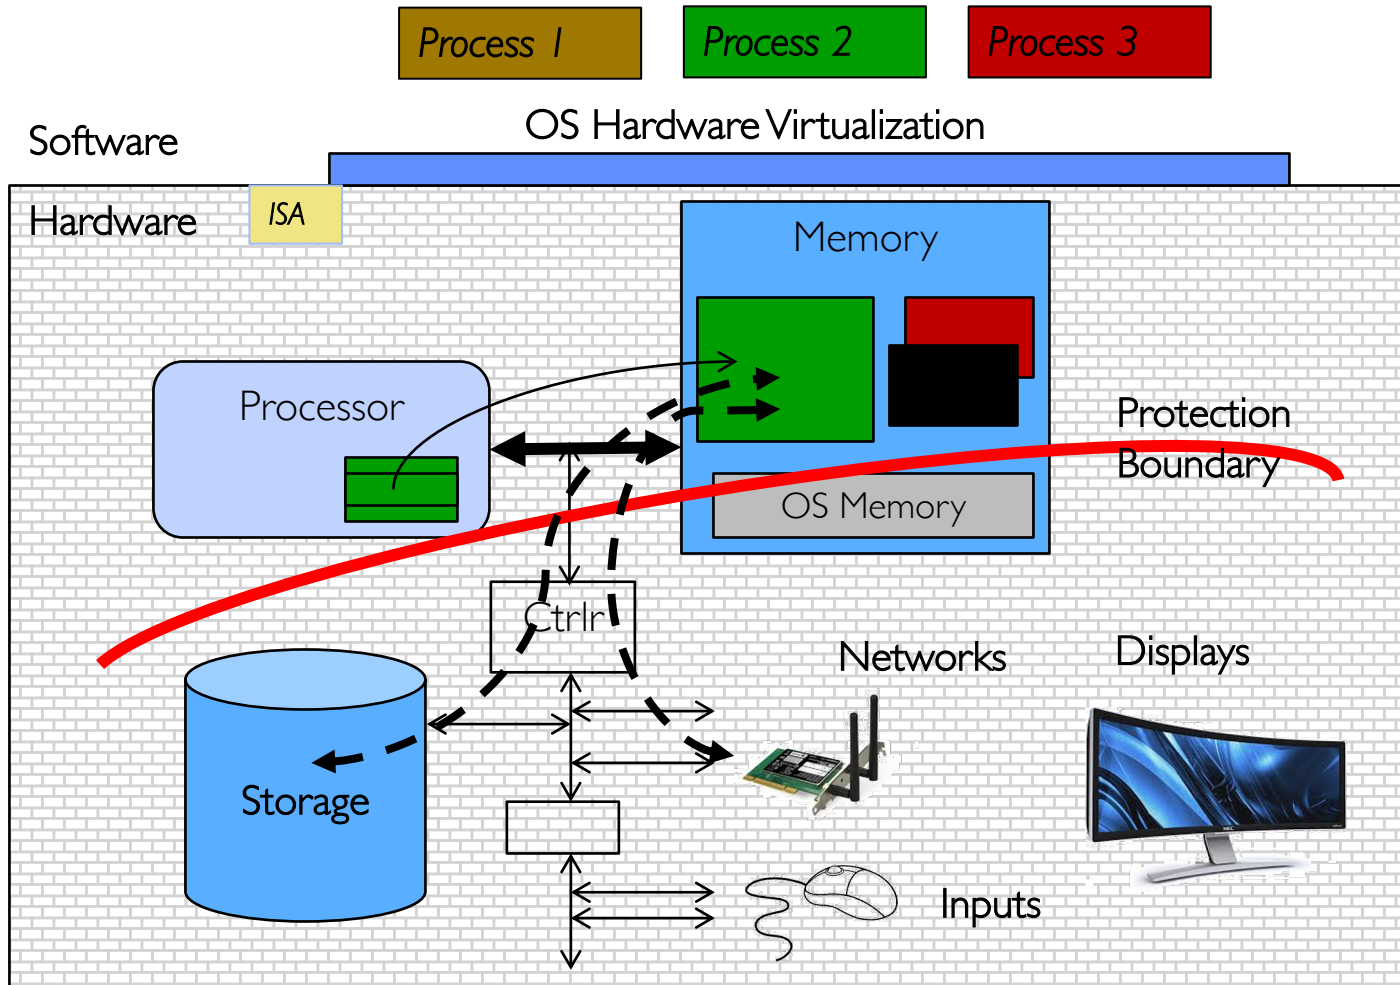 Process 1
Process 2
Process 3
OS Hardware Virtualization
Software
Hardware
ISA
Memory
Processor
Protection
Boundary
OS Memory
Ctrlr
Networks
Displays
Storage
Inputs